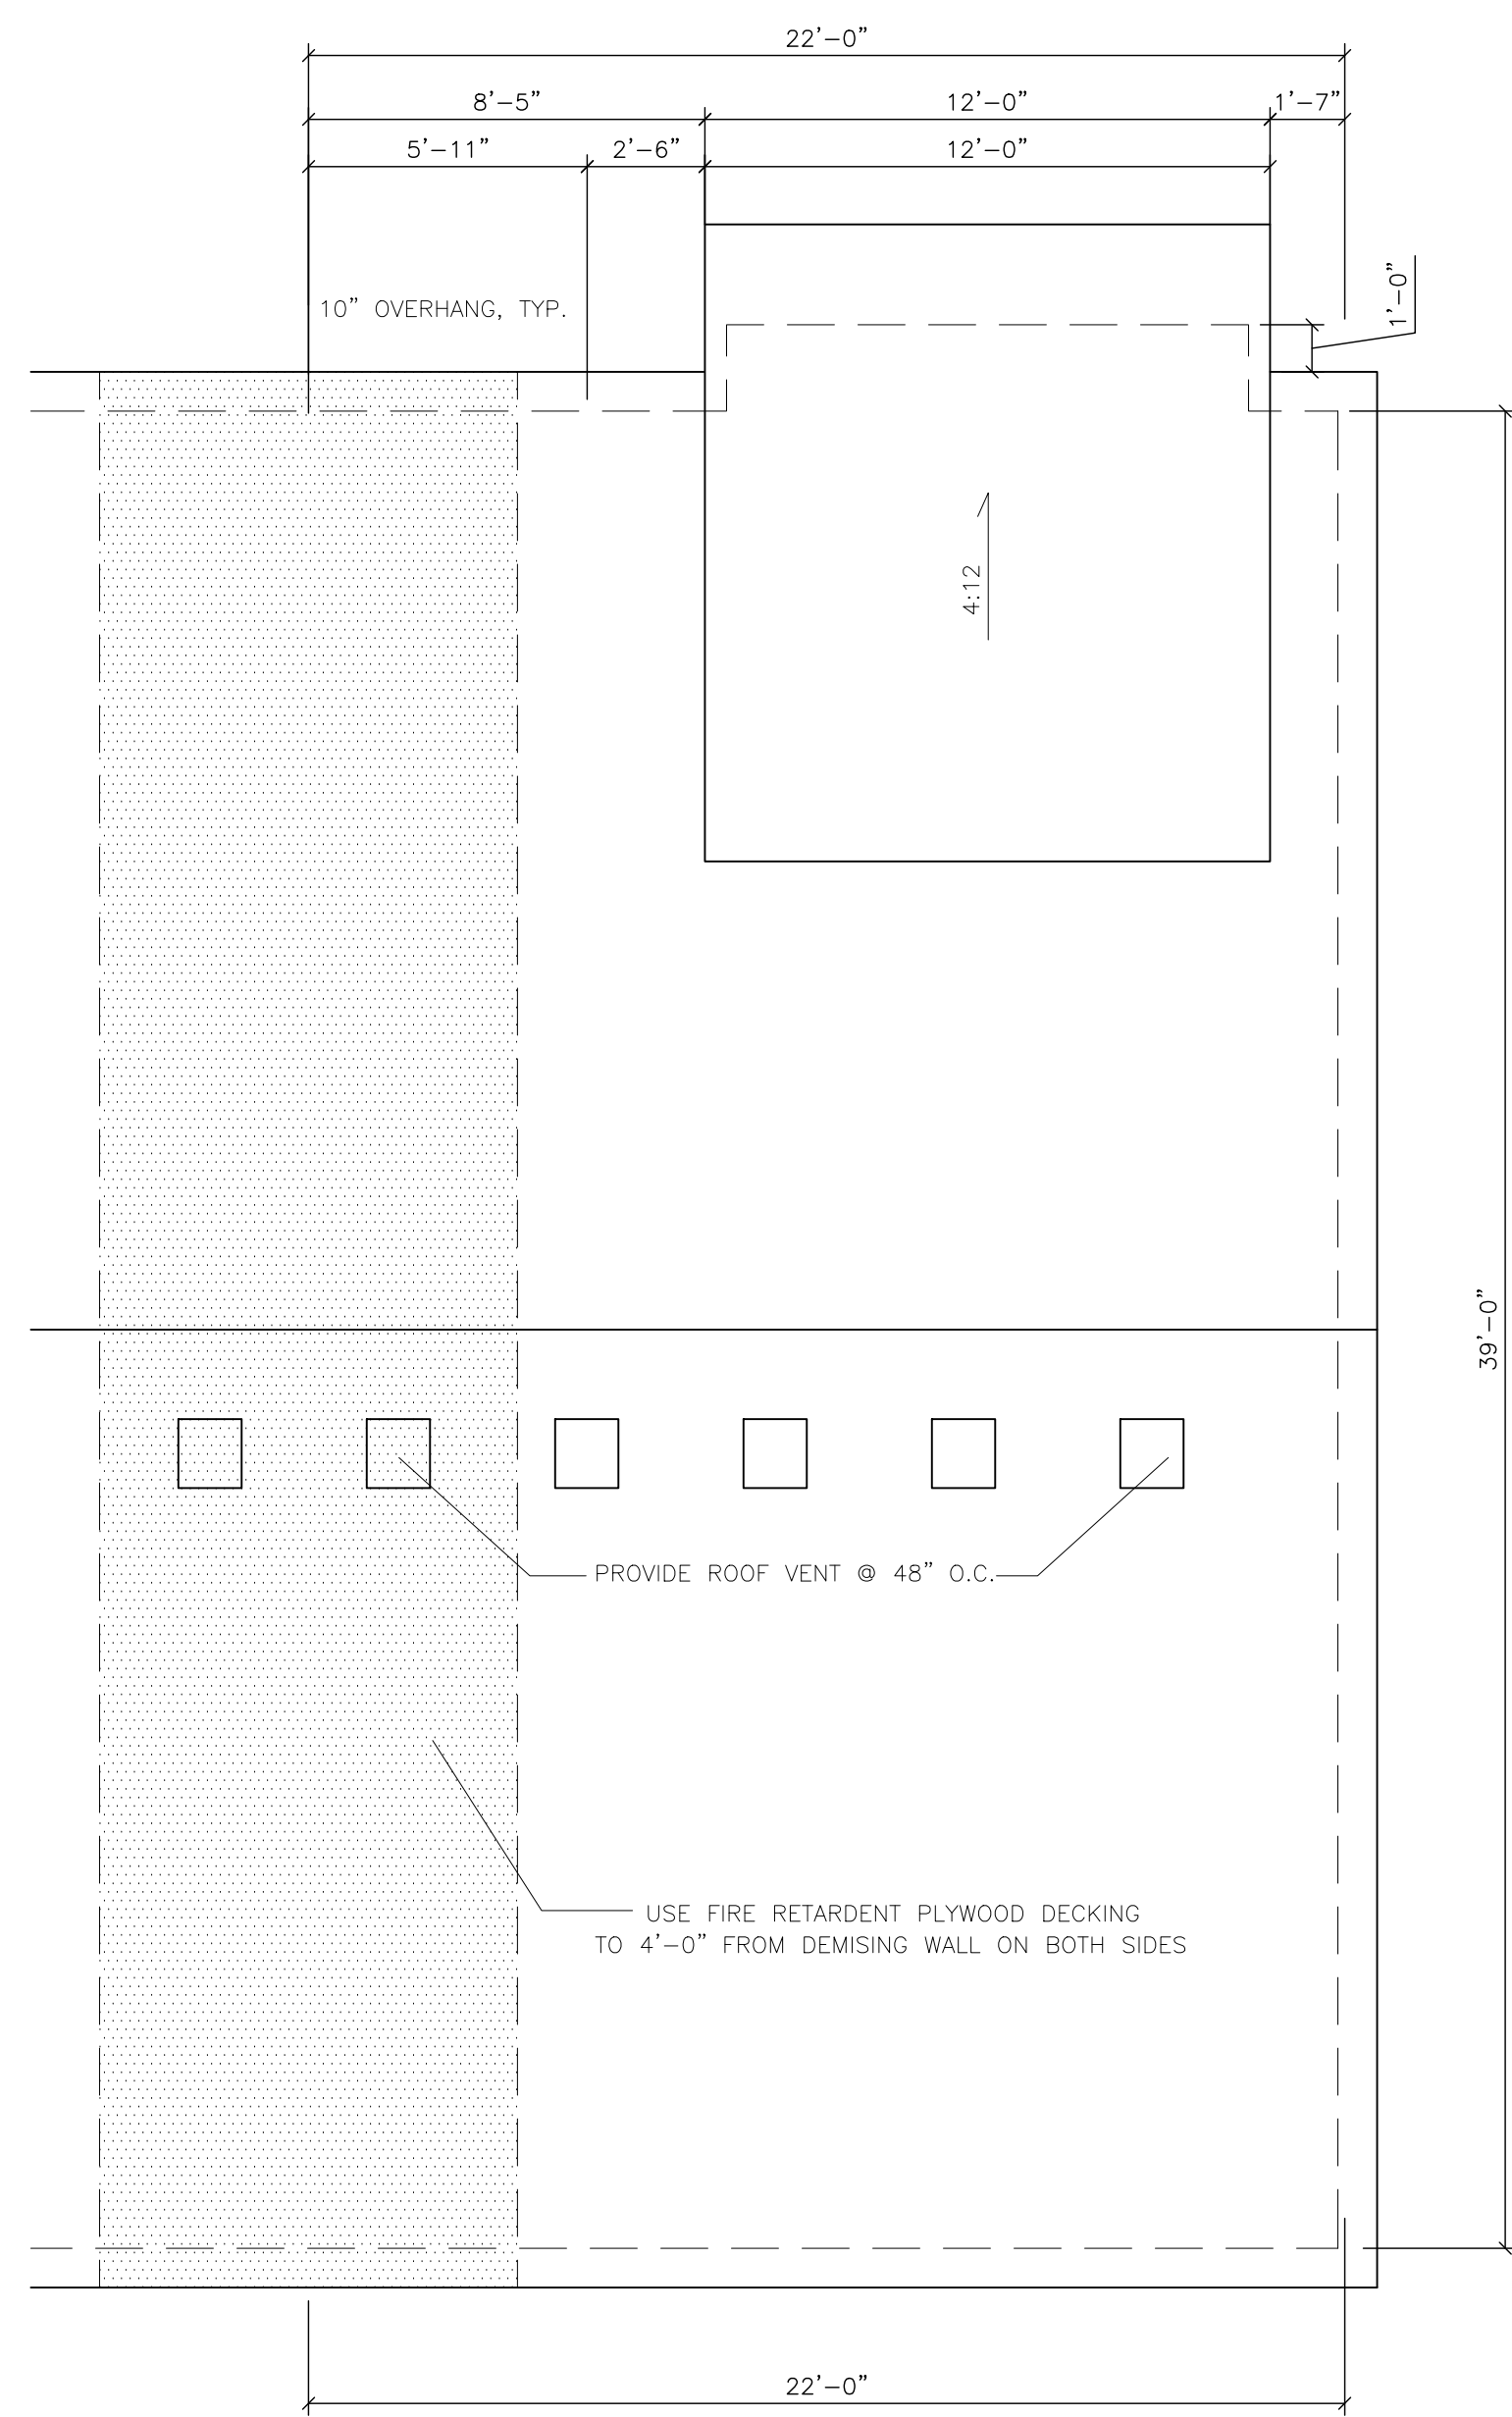 22'-0"
8'-5"
12'-0"
1'-7"
5'-11"
2'-6"
12'-0"
1'-0"
10" OVERHANG, TYP.
4:12
39'-0"
PROVIDE ROOF VENT @ 48" O.C.
USE FIRE RETARDENT PLYWOOD DECKING
TO 4'-0" FROM DEMISING WALL ON BOTH SIDES
22'-0"